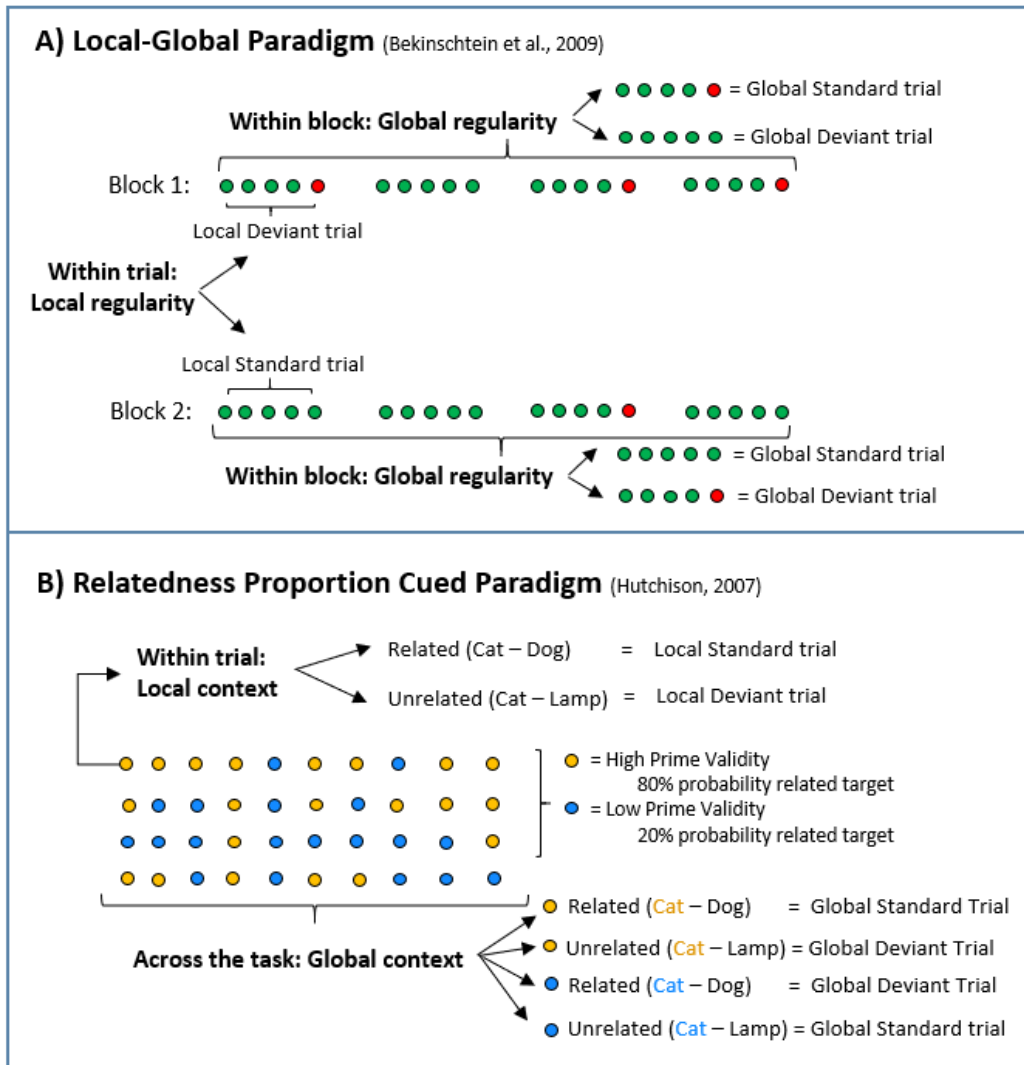 A) Local-Global Paradigm (Bekinschtein et al., 2009)
= Global Standard trial
Within block: Global regularity
= Global Deviant trial
Block 1:
Local Deviant trial
Within trial:
Local regularity
Local Standard trial
Block 2:
= Global Standard trial
Within block: Global regularity
= Global Deviant trial
B) Relatedness Proportion Cued Paradigm (Hutchison, 2007)
Within trial:
Local context
Related (Cat – Dog) = Local Standard trial
Unrelated (Cat – Lamp) = Local Deviant trial
= High Prime Validity
80% probability related target
= Low Prime Validity
20% probability related target
Across the task: Global context
Related (Cat – Dog) = Global Standard Trial
Unrelated (Cat – Lamp) = Global Deviant Trial
Related (Cat – Dog) = Global Deviant Trial
Unrelated (Cat – Lamp) = Global Standard trial